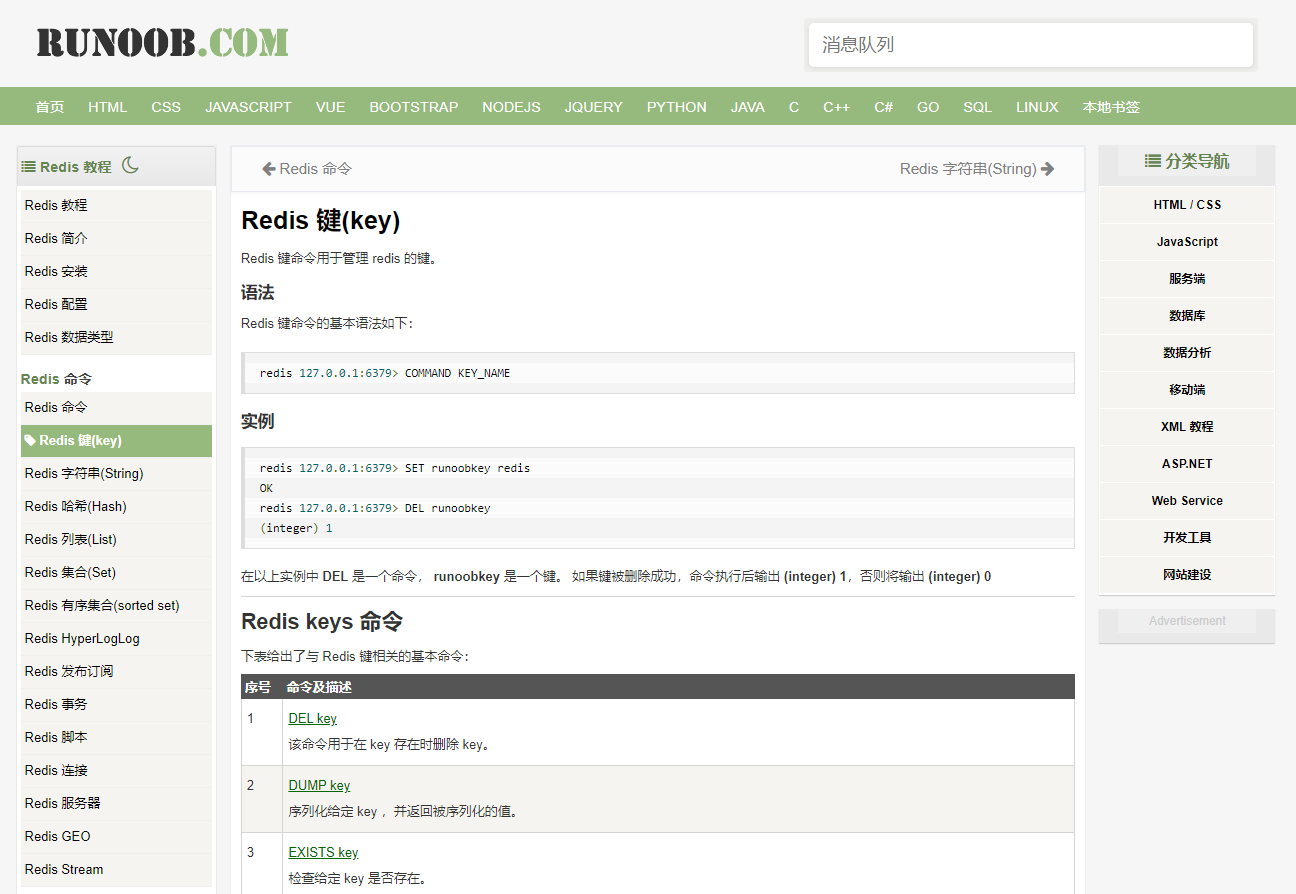 RUNOOB.COM
消息队列
首页 HTML CSS JAVASCRIPT VUE BOOTSTRAP NODEJS JQUERY PYTHON JAVA C C++ C# GO SQL LINUX 本地书签
Redis 教程
Redis 教程
Redis 简介
Redis 安装
Redis 配置
Redis 数据类型
Redis 命令
Redis 命令
Redis 键(key)
Redis 字符串(String)
Redis 哈希(Hash)
Redis 列表(List)
Redis 集合(Set)
Redis 有序集合(sorted set)
Redis HyperLogLog
Redis 发布订阅
Redis 事务
Redis 脚本
Redis 连接
Redis 服务器
Redis GEO
Redis Stream
Redis 命令 Redis 字符串(String)
Redis 键(key)
Redis 键命令用于管理 redis 的键。
语法
Redis 键命令的基本语法如下：
redis 127.0.0.1:6379> COMMAND KEY_NAME
实例
redis 127.0.0.1:6379> SET runoobkey redis
OK
redis 127.0.0.1:6379> DEL runoobkey
(integer) 1
在以上实例中 DEL 是一个命令， runoobkey 是一个键。 如果键被删除成功，命令执行后输出 (integer) 1，否则将输出 (integer) 0
Redis keys 命令
下表给出了与 Redis 键相关的基本命令：
序号 命令及描述
1 DEL key
该命令用于在 key 存在时删除 key。
2 DUMP key
序列化给定 key ，并返回被序列化的值。
3 EXISTS key
检查给定 key 是否存在。
分类导航
HTML / CSS
JavaScript
服务端
数据库
数据分析
移动端
XML 教程
ASP.NET
Web Service
开发工具
网站建设
Advertisement